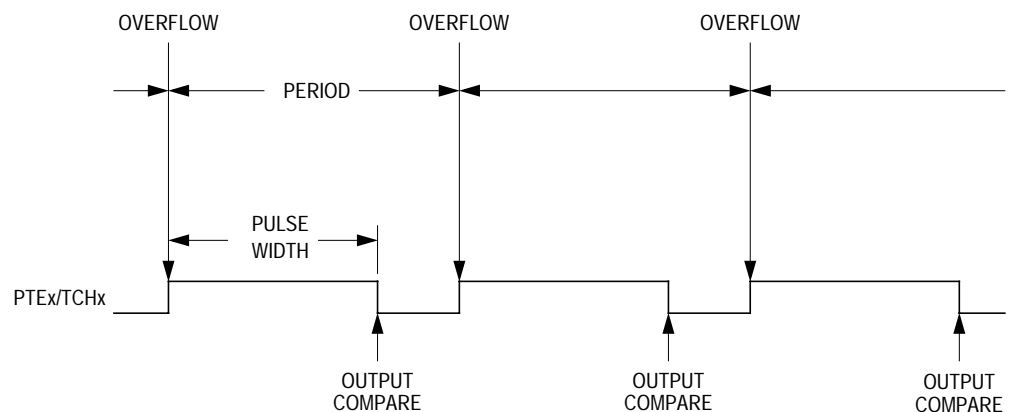 OVERFLOW
OVERFLOW
OVERFLOW
PERIOD
PULSE
WIDTH
PTEx/TCHx
OUTPUT
COMPARE
OUTPUT
COMPARE
OUTPUT
COMPARE